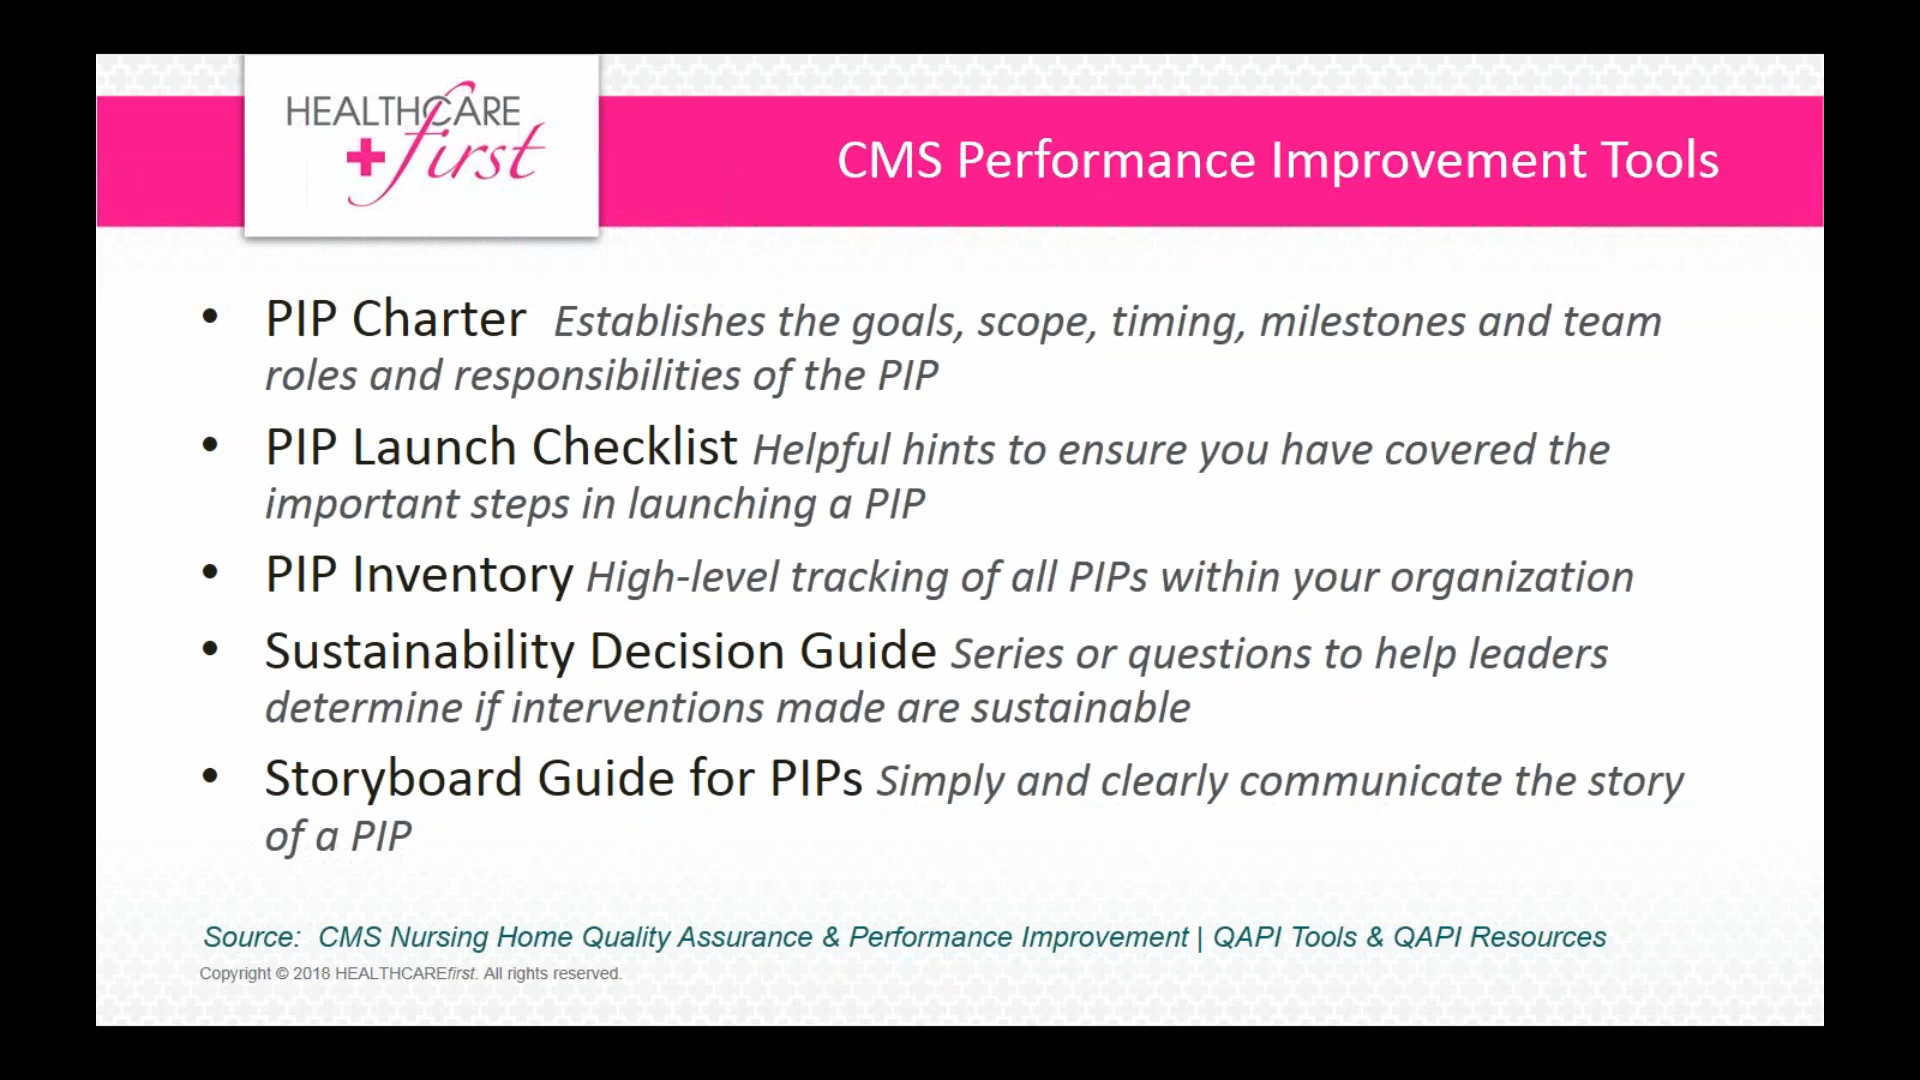 HEALTHCARE
first
CMS Performance Improvement Tools
• PIP Charter Establishes the goals, scope, timing, milestones and team
roles and responsibilities of the PIP
• PIP Launch Checklist Helpful hints to ensure you have covered the
important steps in launching a PIP
• PIP Inventory High-level tracking of all PIPs within your organization
• Sustainability Decision Guide Series or questions to help leaders
determine if interventions made are sustainable
• Storyboard Guide for PIPs Simply and clearly communicate the story
of a PIP
Source: CMS Nursing Home Quality Assurance & Performance Improvement | QAPI Tools & QAPI Resources
Copyright © 2018 HEALTHCAREfirst. All rights reserved.